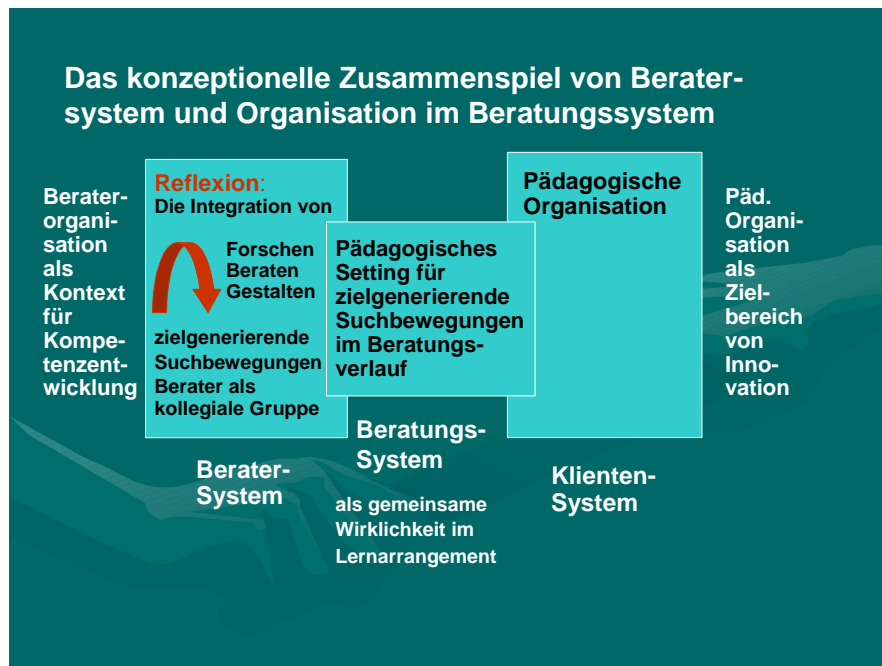 Das konzeptionelle Zusammenspiel von Berater-
system und Organisation im Beratungssystem
Berater-
organi-
sation
als
Kontext
für
Kompe-
tenzent-
wicklung
Reflexion:
Die Integration von
Forschen
Beraten
Gestalten
zielgenerierende
Suchbewegungen
Berater als
kollegiale Gruppe
Pädagogisches
Setting für
zielgenerierende
Suchbewegungen
im Beratungs-
verlauf
Pädagogische
Organisation
Päd.
Organi-
sation
als
Ziel-
bereich
von
Inno-
vation
Berater-
System
Beratungs-
System
als gemeinsame
Wirklichkeit im
Lernarrangement
Klienten-
System